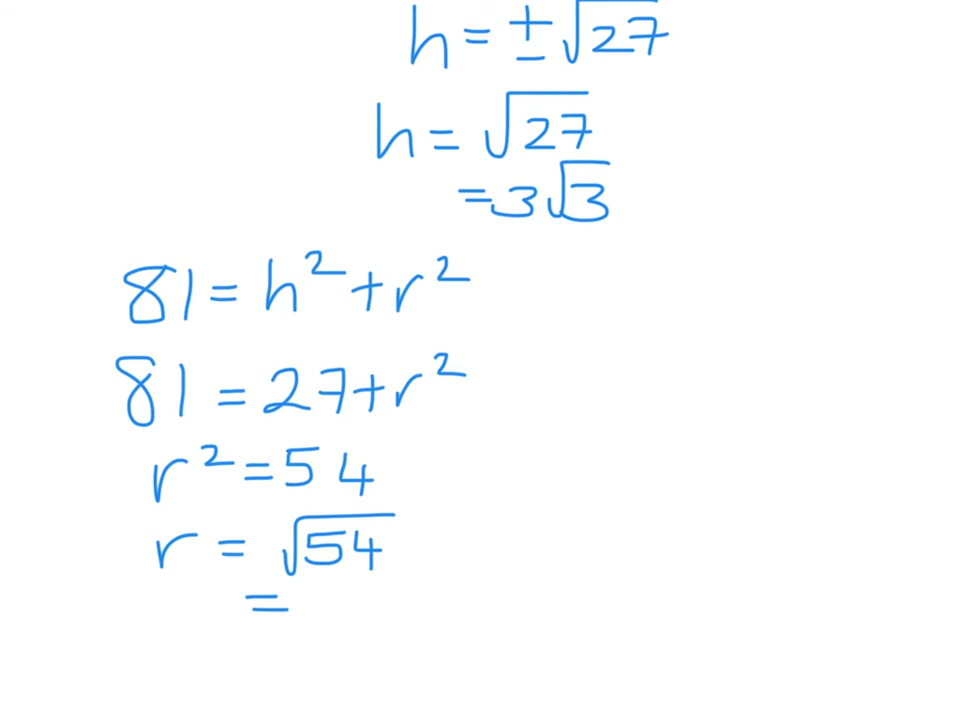 h = ±√27
h = √27
= 3√3
81 = h² + r²
81 = 27 + r²
r² = 54
r = √54
=